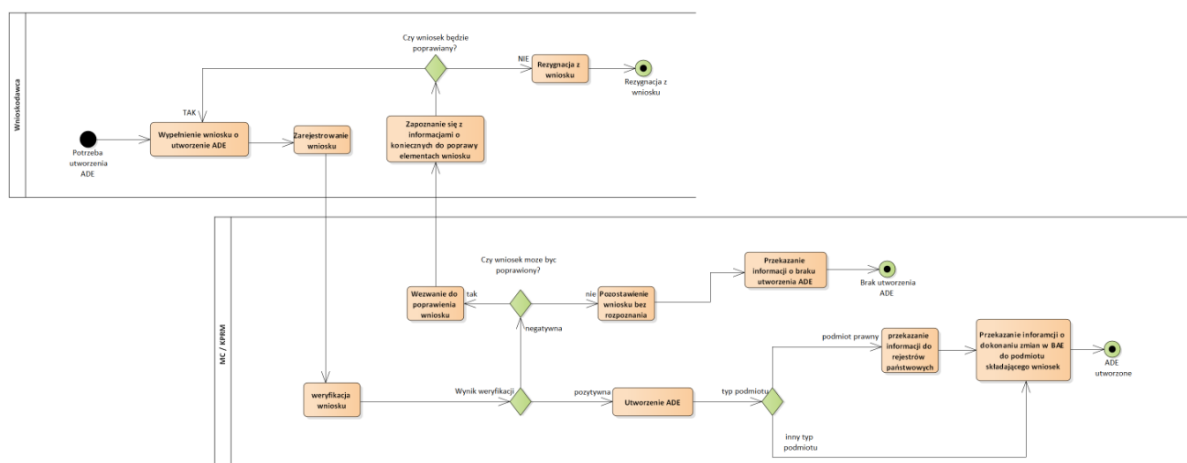 Wnioskodawca
Czy wniosek będzie
poprawiany?
NIE
Rezygnacja z
wniosku
Rezygnacja z
wniosku
TAK
Potrzeba
utworzenia
ADE
Wypełnienie wniosku o
utworzenie ADE
Zarejestrowanie
wniosku
Zapoznanie się z
informacjami o
koniecznych do poprawy
elementach wniosku
MC / KPRM
Czy wniosek moze byc
poprawiony?
Wezwanie do
poprawienia
wniosku
tak
nie
Pozostawienie
wniosku bez
rozpoznania
Przekazanie
informacji o braku
utworzenia ADE
Brak utworzenia
ADE
negatywna
weryfikacja
wniosku
Wynik weryfikacji
pozytywna
Utworzenie ADE
typ podmiotu
podmiot prawny
przekazanie
informacji do
rejestrów
państwowych
Przekazanie inforamcji o
dokonaniu zmian w BAE
do podmiotu
składającego wniosek
ADE
utworzone
inny typ
podmiotu